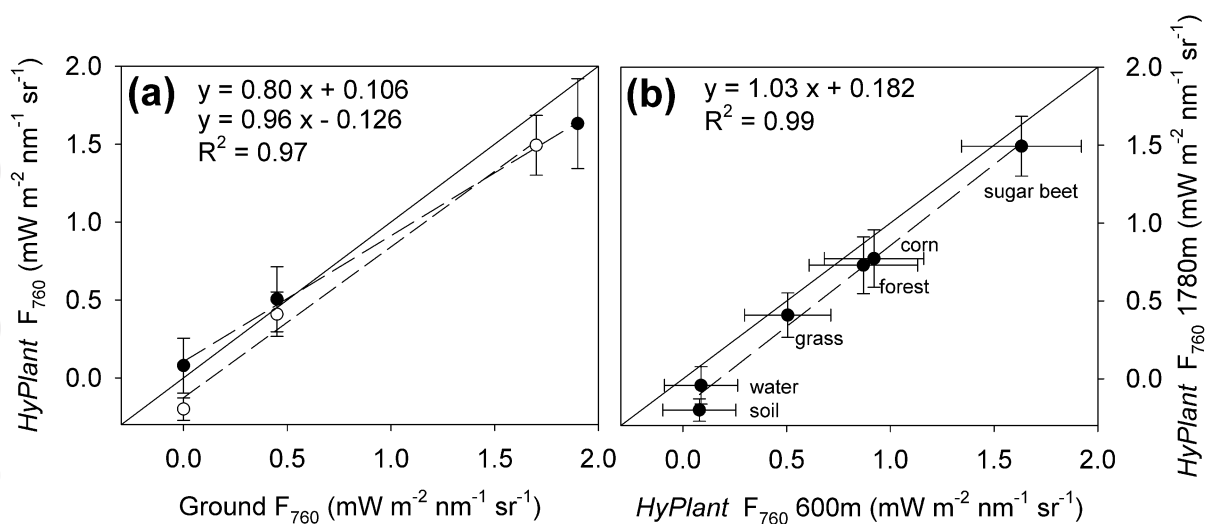 (a)
y = 0.80 x + 0.106
y = 0.96 x - 0.126
R² = 0.97
HyPlant F₇₆₀ (mW m⁻² nm⁻¹ sr⁻¹)
2.0
1.5
1.0
0.5
0.0
0.0 0.5 1.0 1.5 2.0
Ground F₇₆₀ (mW m⁻² nm⁻¹ sr⁻¹)
(b)
y = 1.03 x + 0.182
R² = 0.99
sugar beet
corn
forest
grass
water
soil
2.0
1.5
1.0
0.5
0.0
HyPlant F₇₆₀ 1780m (mW m⁻² nm⁻¹ sr⁻¹)
0.0 0.5 1.0 1.5 2.0
HyPlant F₇₆₀ 600m (mW m⁻² nm⁻¹ sr⁻¹)